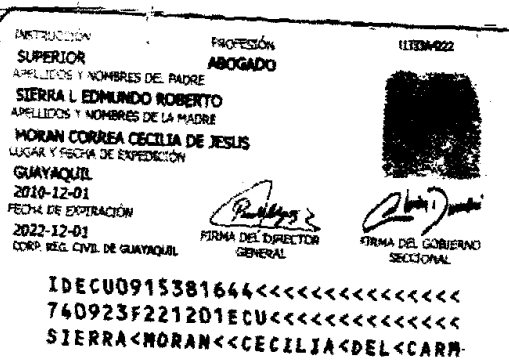 INSTRUCCIÓN
SUPERIOR
PROFESIÓN
ABOGADO
APELLIDOS Y NOMBRES DEL PADRE
SIERRA L EDMUNDO ROBERTO
APELLIDOS Y NOMBRES DE LA MADRE
MORAN CORREA CECILIA DE JESUS
LUGAR Y FECHA DE EXPEDICIÓN
GUAYAQUIL
2010-12-01
FECHA DE EXPIRACIÓN
2022-12-01
CORP. REG. CIVIL DE GUAYAQUIL
FIRMA DEL DIRECTOR
GENERAL
FIRMA DEL GOBIERNO
SECCIONAL
IDECU0915381644<<<<<<<<<<<<<<<
740923F221201ECU<<<<<<<<<<<<<<
SIERRA<MORAN<<CECILIA<DEL<CARM